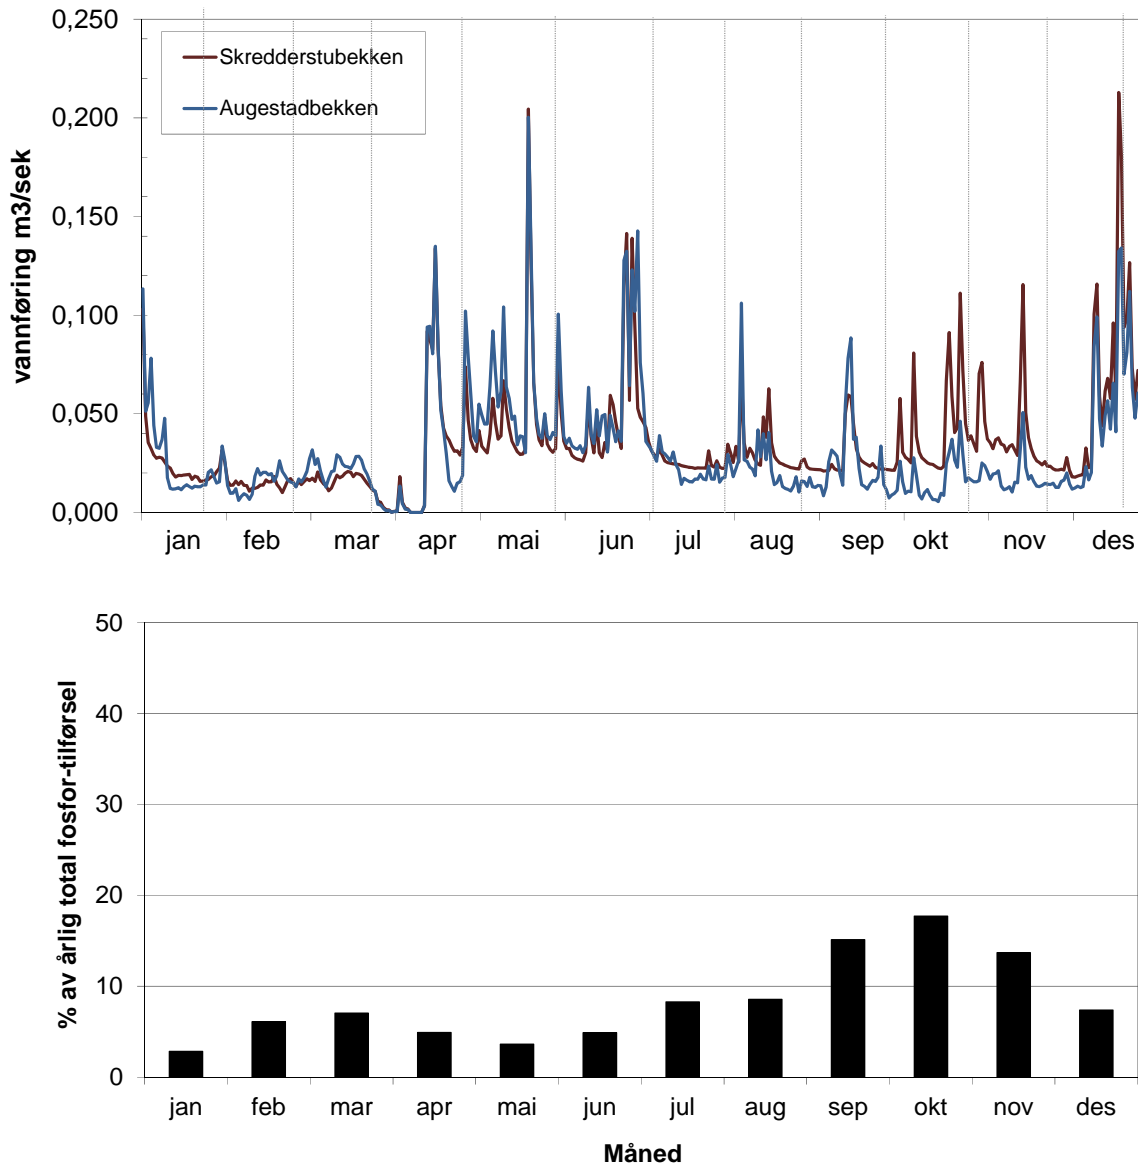 0,250
0,200
0,150
0,100
0,050
0,000
vannføring m3/sek
Skredderstubekken
Augestadbekken
jan feb mar apr mai jun jul aug sep okt nov des
50
40
30
20
10
0
% av årlig total fosfor-tilførsel
jan feb mar apr mai jun jul aug sep okt nov des
Måned